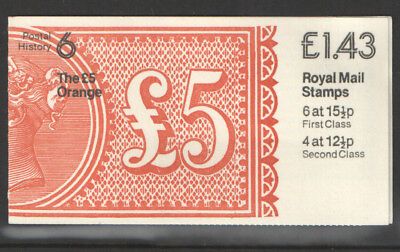 Postal
History 6
The £5
Orange
£5
£1.43
Royal Mail
Stamps
6 at 15½p
First Class
4 at 12½p
Second Class